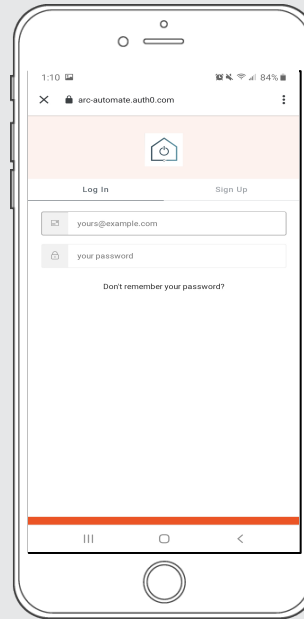 1:10 84%
arc-automate.auth0.com
Log In Sign Up
yours@example.com
your password
Don't remember your password?